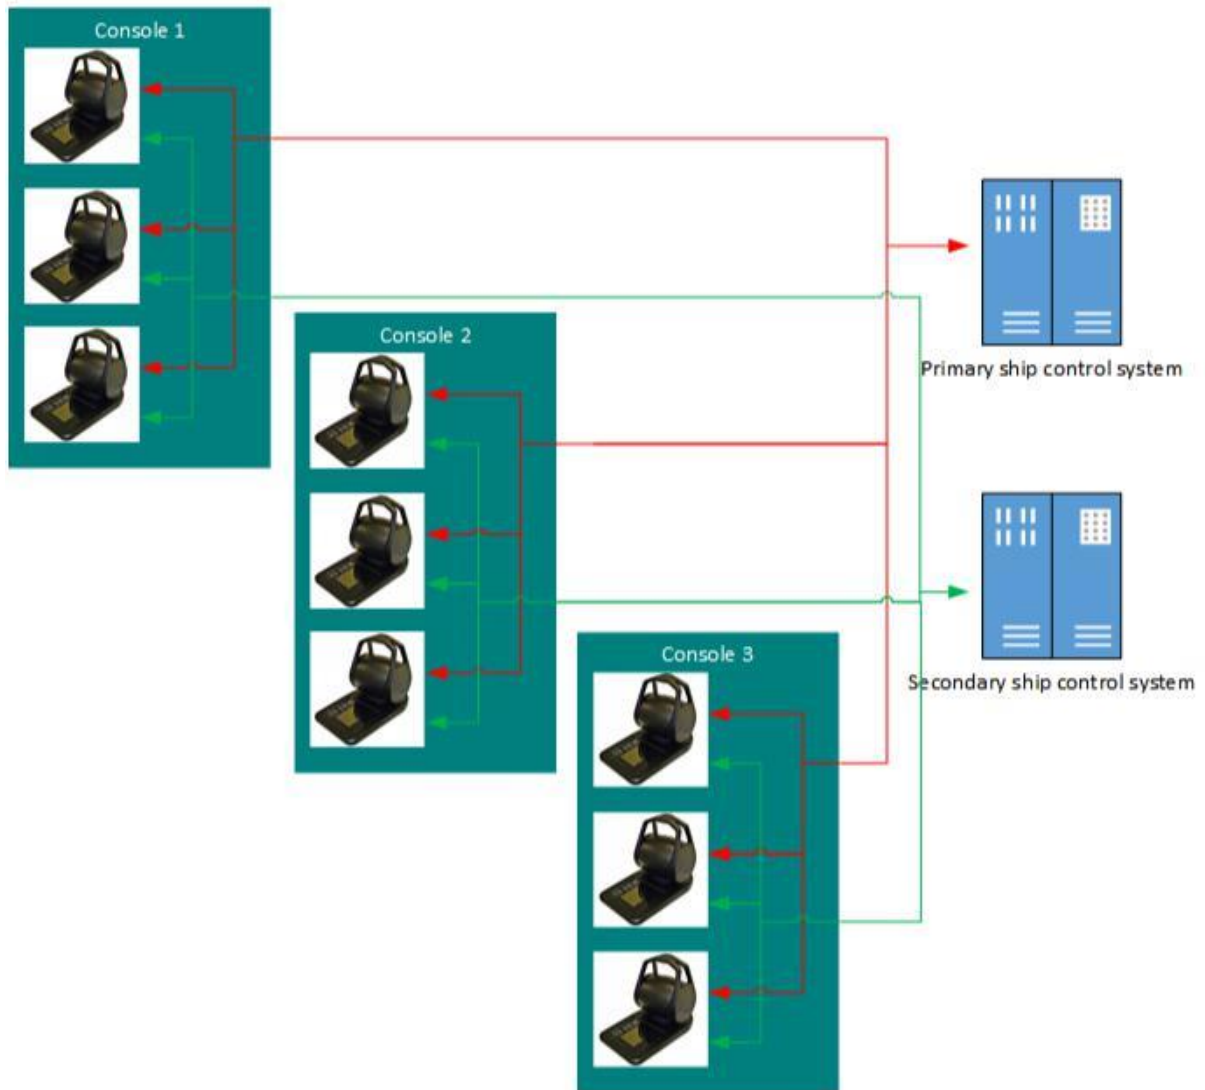 Console 1
Console 2
Primary ship control system
Console 3
Secondary ship control system